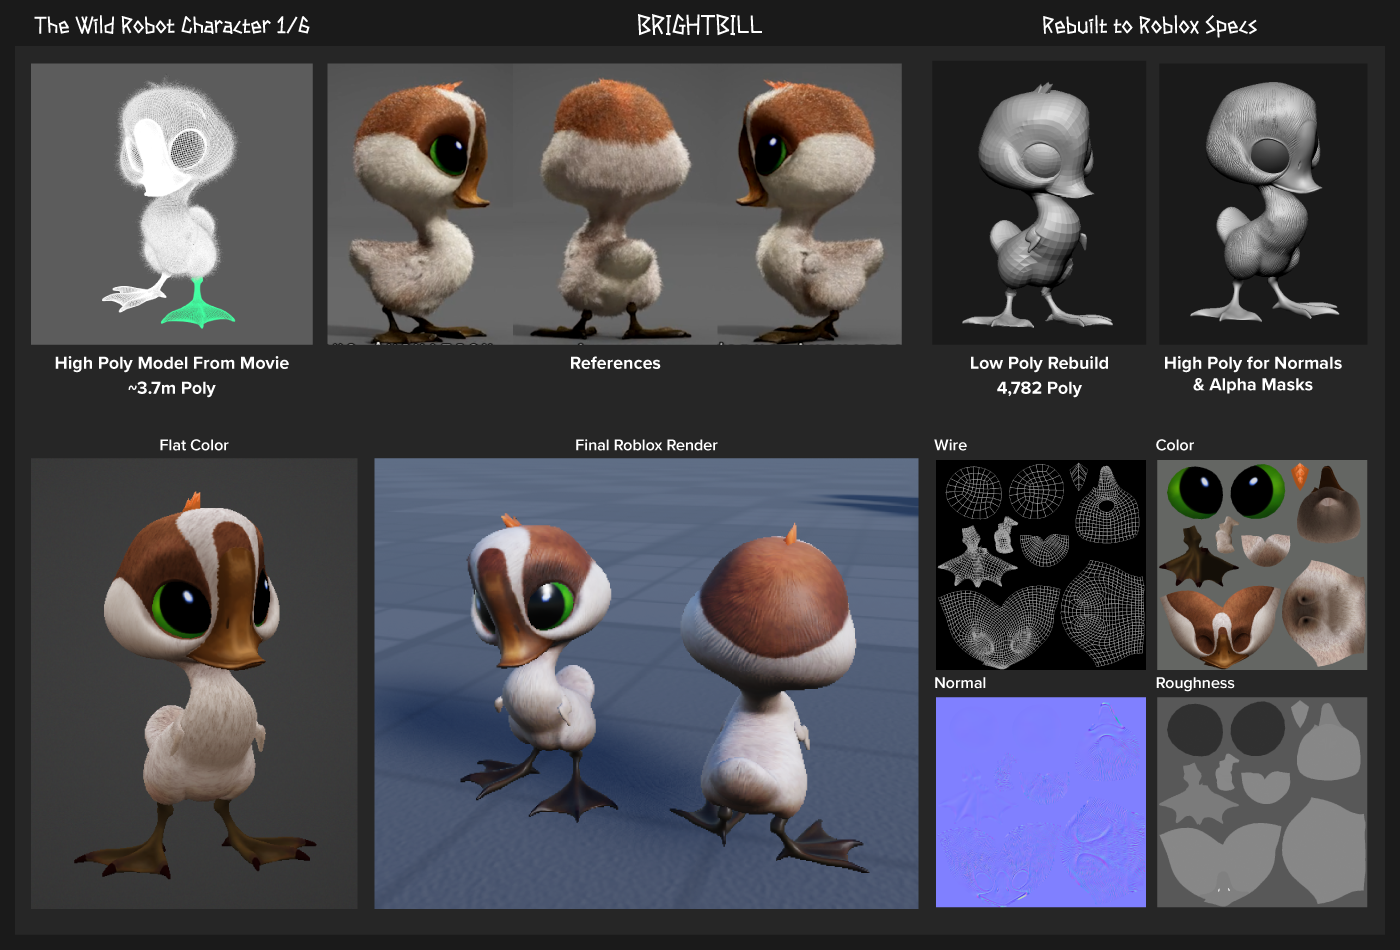 The Wild Robot Character 1/6
BRIGHTBILL
Rebuilt to Roblox Specs
High Poly Model From Movie
~3.7m Poly
References
Low Poly Rebuild
4,782 Poly
High Poly for Normals
& Alpha Masks
Flat Color
Final Roblox Render
Wire
Color
Normal
Roughness